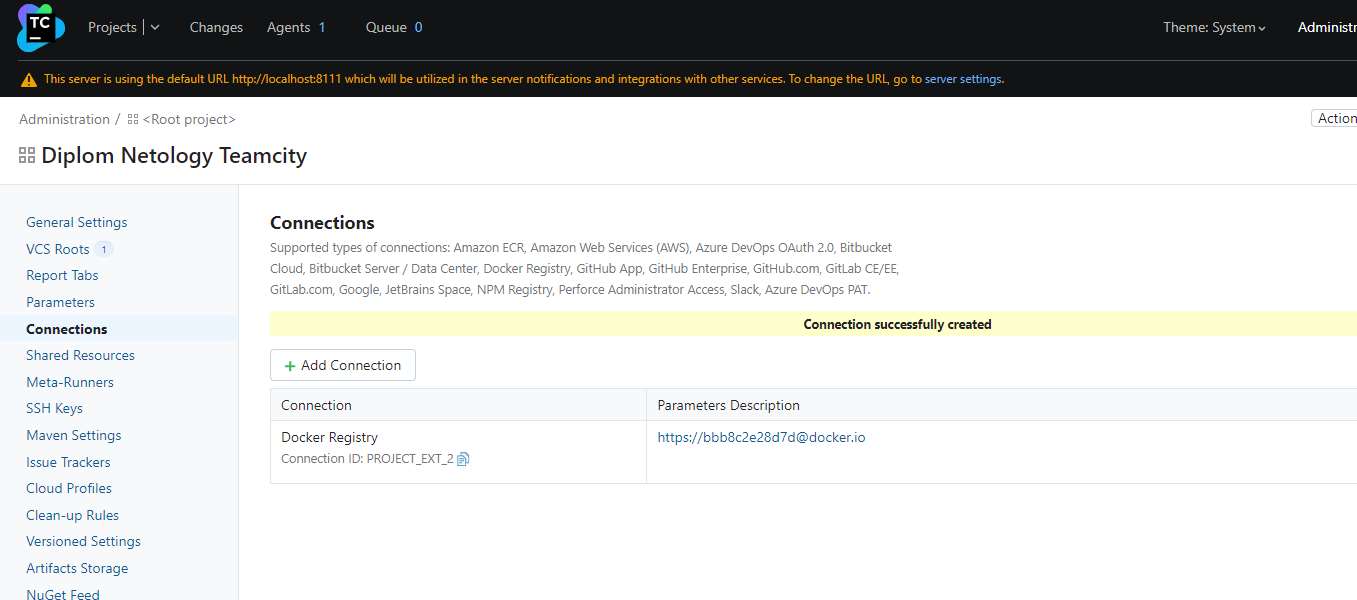 TC
Projects
Changes
Agents 1
Queue 0
Theme: System
This server is using the default URL http://localhost:8111 which will be utilized in the server notifications and integrations with other services. To change the URL, go to server settings.
Administration / <Root project>
Action
Diplom Netology Teamcity
General Settings
VCS Roots 1
Report Tabs
Parameters
Connections
Shared Resources
Meta-Runners
SSH Keys
Maven Settings
Issue Trackers
Cloud Profiles
Clean-up Rules
Versioned Settings
Artifacts Storage
NuGet Feed
Connections
Supported types of connections: Amazon ECR, Amazon Web Services (AWS), Azure DevOps OAuth 2.0, Bitbucket
Cloud, Bitbucket Server / Data Center, Docker Registry, GitHub App, GitHub Enterprise, GitHub.com, GitLab CE/EE,
GitLab.com, Google, JetBrains Space, NPM Registry, Perforce Administrator Access, Slack, Azure DevOps PAT.
Connection successfully created
+ Add Connection
Connection Parameters Description
Docker Registry https://bbb8c2e28d7d@docker.io
Connection ID: PROJECT_EXT_2